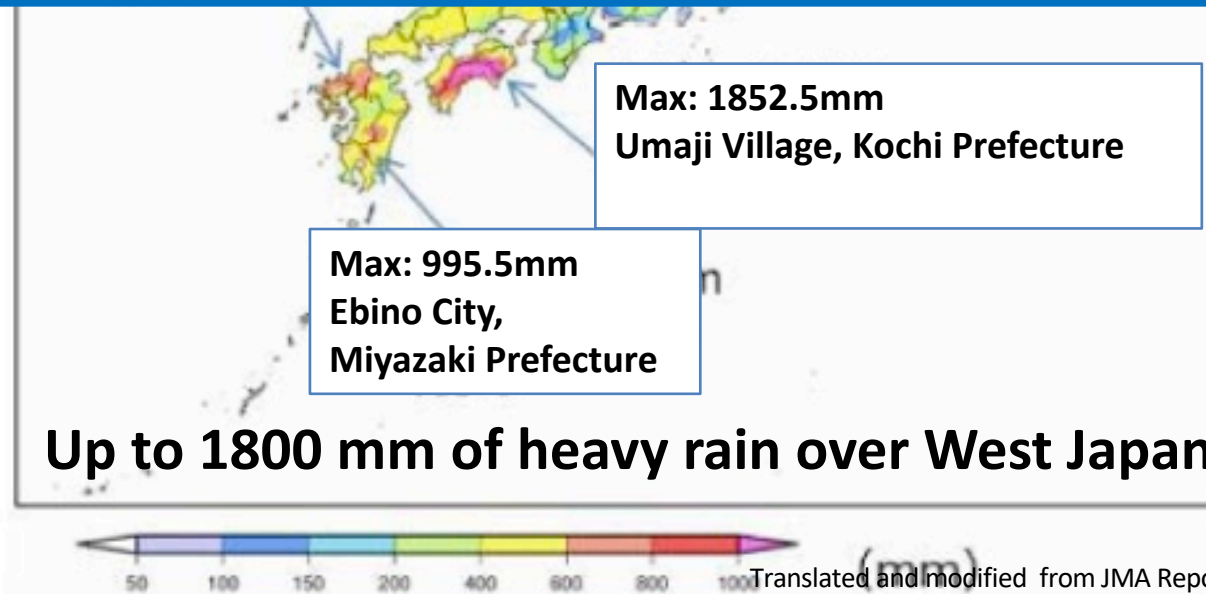 Max: 1852.5mm
Umaji Village, Kochi Prefecture
Max: 995.5mm
Ebino City,
Miyazaki Prefecture
Up to 1800 mm of heavy rain over West Japan
50 100 150 200 400 600 800 1000
(mm)
Translated and modified from JMA Repo